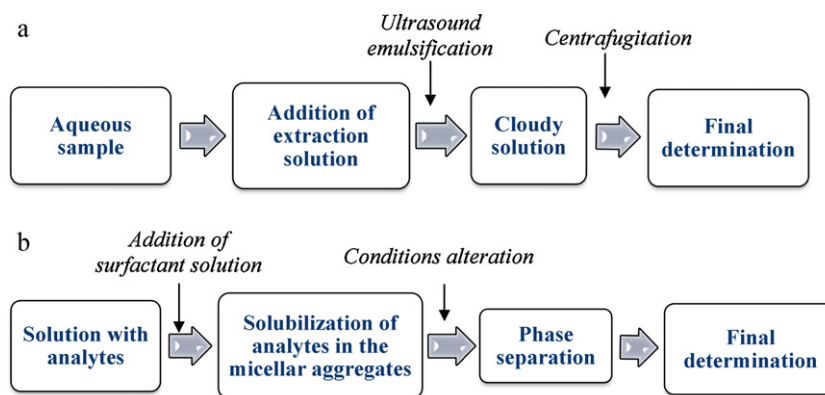 a
Ultrasound
emulsification
Centrafugitation
Aqueous
sample
Addition of
extraction
solution
Cloudy
solution
Final
determination
b
Addition of
surfactant solution
Conditions alteration
Solution with
analytes
Solubilization of
analytes in the
micellar aggregates
Phase
separation
Final
determination